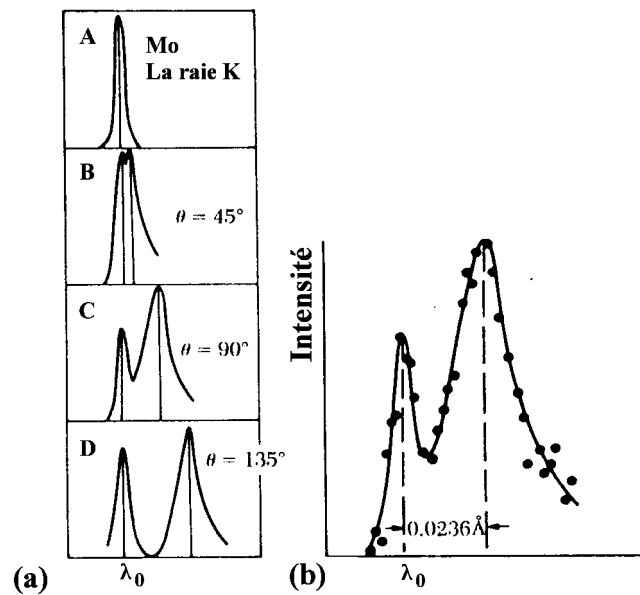 A
Mo
La raie K
B
θ = 45°
C
θ = 90°
D
θ = 135°
λ₀
(a)
Intensité
0.0236Å
λ₀
(b)